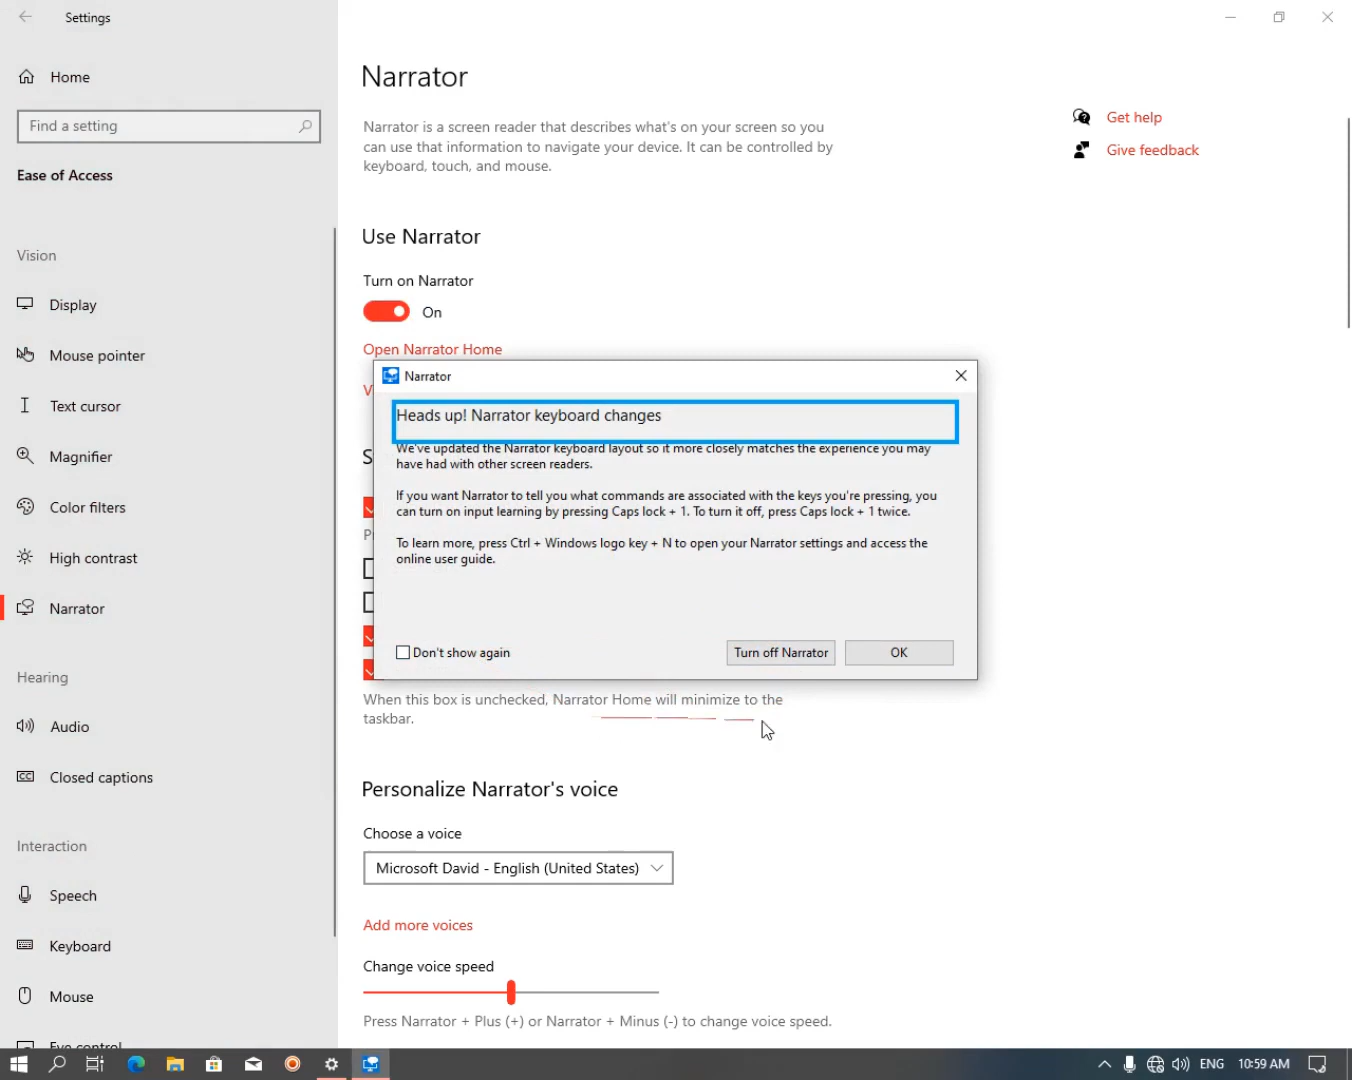 Settings
Home
Find a setting
Ease of Access
Vision
Display
Mouse pointer
Text cursor
Magnifier
Color filters
High contrast
Narrator
Hearing
Audio
Closed captions
Interaction
Speech
Keyboard
Mouse
Eye control
Narrator
Narrator is a screen reader that describes what's on your screen so you
can use that information to navigate your device. It can be controlled by
keyboard, touch, and mouse.
Get help
Give feedback
Use Narrator
Turn on Narrator
On
Open Narrator Home
Narrator
Heads up! Narrator keyboard changes
We've updated the Narrator keyboard layout so it more closely matches the experience you may
have had with other screen readers.
If you want Narrator to tell you what commands are associated with the keys you're pressing, you
can turn on input learning by pressing Caps lock + 1. To turn it off, press Caps lock + 1 twice.
To learn more, press Ctrl + Windows logo key + N to open your Narrator settings and access the
online user guide.
Don't show again
Turn off Narrator
OK
When this box is unchecked, Narrator Home will minimize to the
taskbar.
Personalize Narrator's voice
Choose a voice
Microsoft David - English (United States)
Add more voices
Change voice speed
Press Narrator + Plus (+) or Narrator + Minus (-) to change voice speed.
ENG
10:59 AM